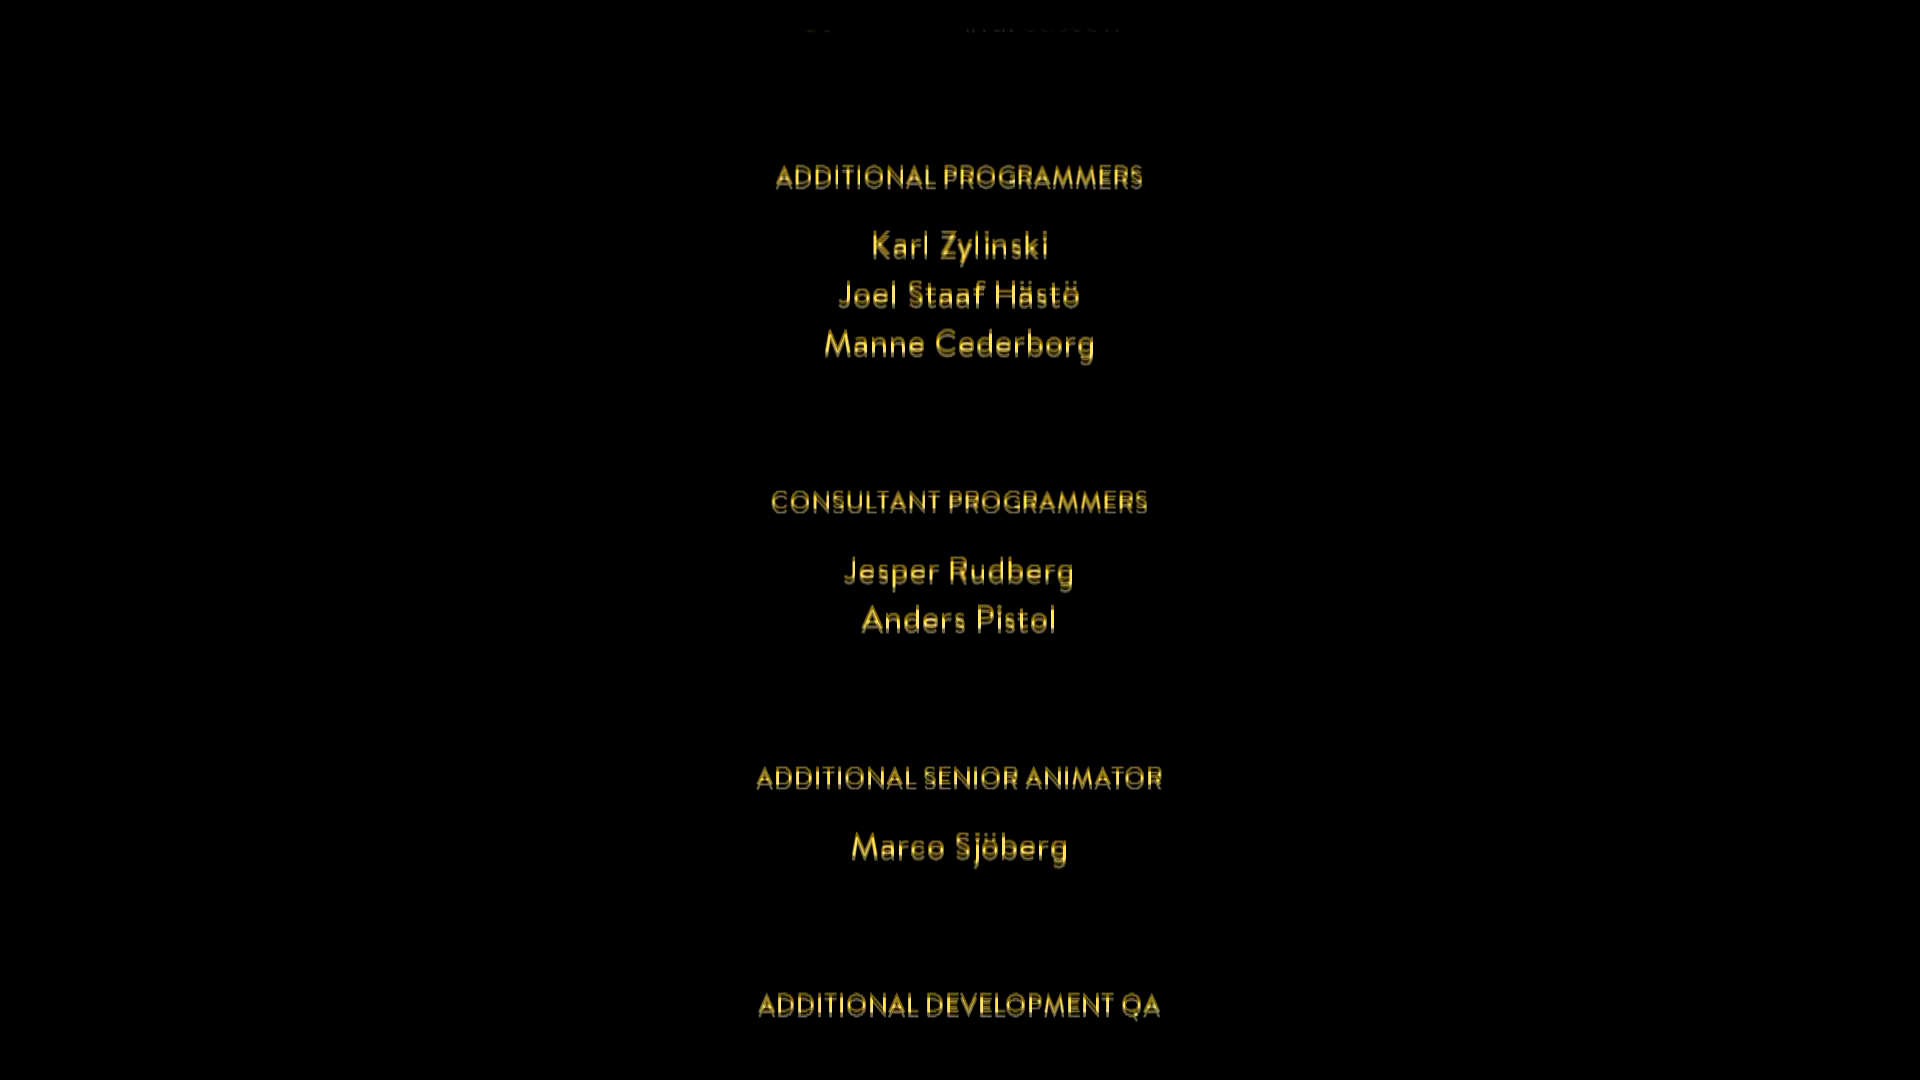 ADDITIONAL PROGRAMMERS
Karl Zylinski
Joel Staaf Hästö
Manne Cederborg
CONSULTANT PROGRAMMERS
Jesper Rudberg
Anders Pistol
ADDITIONAL SENIOR ANIMATOR
Marco Sjöberg
ADDITIONAL DEVELOPMENT QA